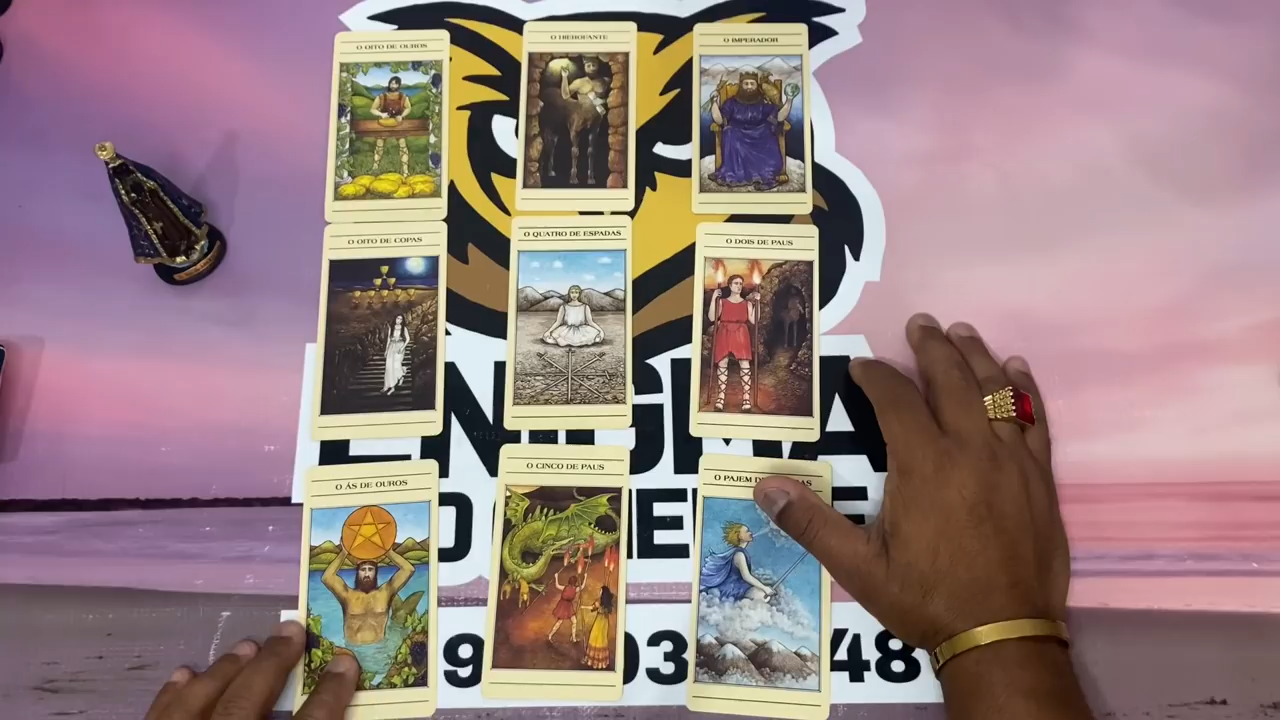 O OITO DE OUROS
O HIEROFANTE
O IMPERADOR
O OITO DE COPAS
O QUATRO DE ESPADAS
O DOIS DE PAUS
ENIGMA
O ÁS DE OUROS
O CINCO DE PAUS
O PAJEM